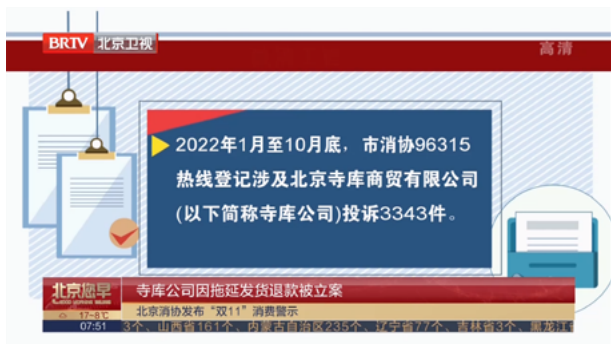 BRTV 北京卫视
高清
2022年1月至10月底，市消协96315
热线登记涉及北京寺库商贸有限公司
(以下简称寺库公司)投诉3343件。
北京您早
寺库公司因拖延发货退款被立案
17-8℃
北京消协发布“双11”消费警示
07:51
3个、山西省161个、内蒙古自治区235个、辽宁省77个、吉林省3个、黑龙江